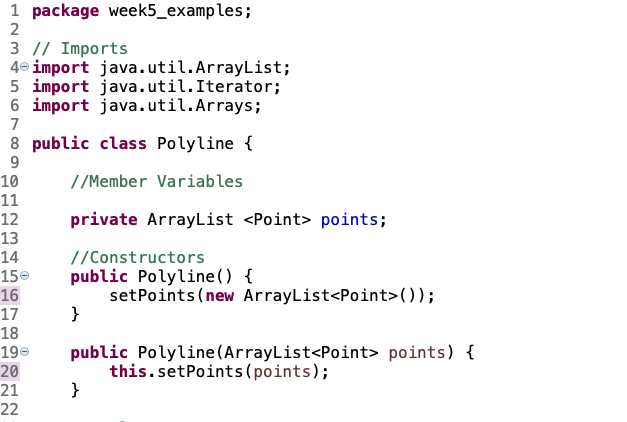 1 package week5_examples;
2
3 // Imports
4 import java.util.ArrayList;
5 import java.util.Iterator;
6 import java.util.Arrays;
7
8 public class Polyline {
9
10 //Member Variables
11
12 private ArrayList <Point> points;
13
14 //Constructors
15 public Polyline() {
16 setPoints(new ArrayList<Point>());
17 }
18
19 public Polyline(ArrayList<Point> points) {
20 this.setPoints(points);
21 }
22